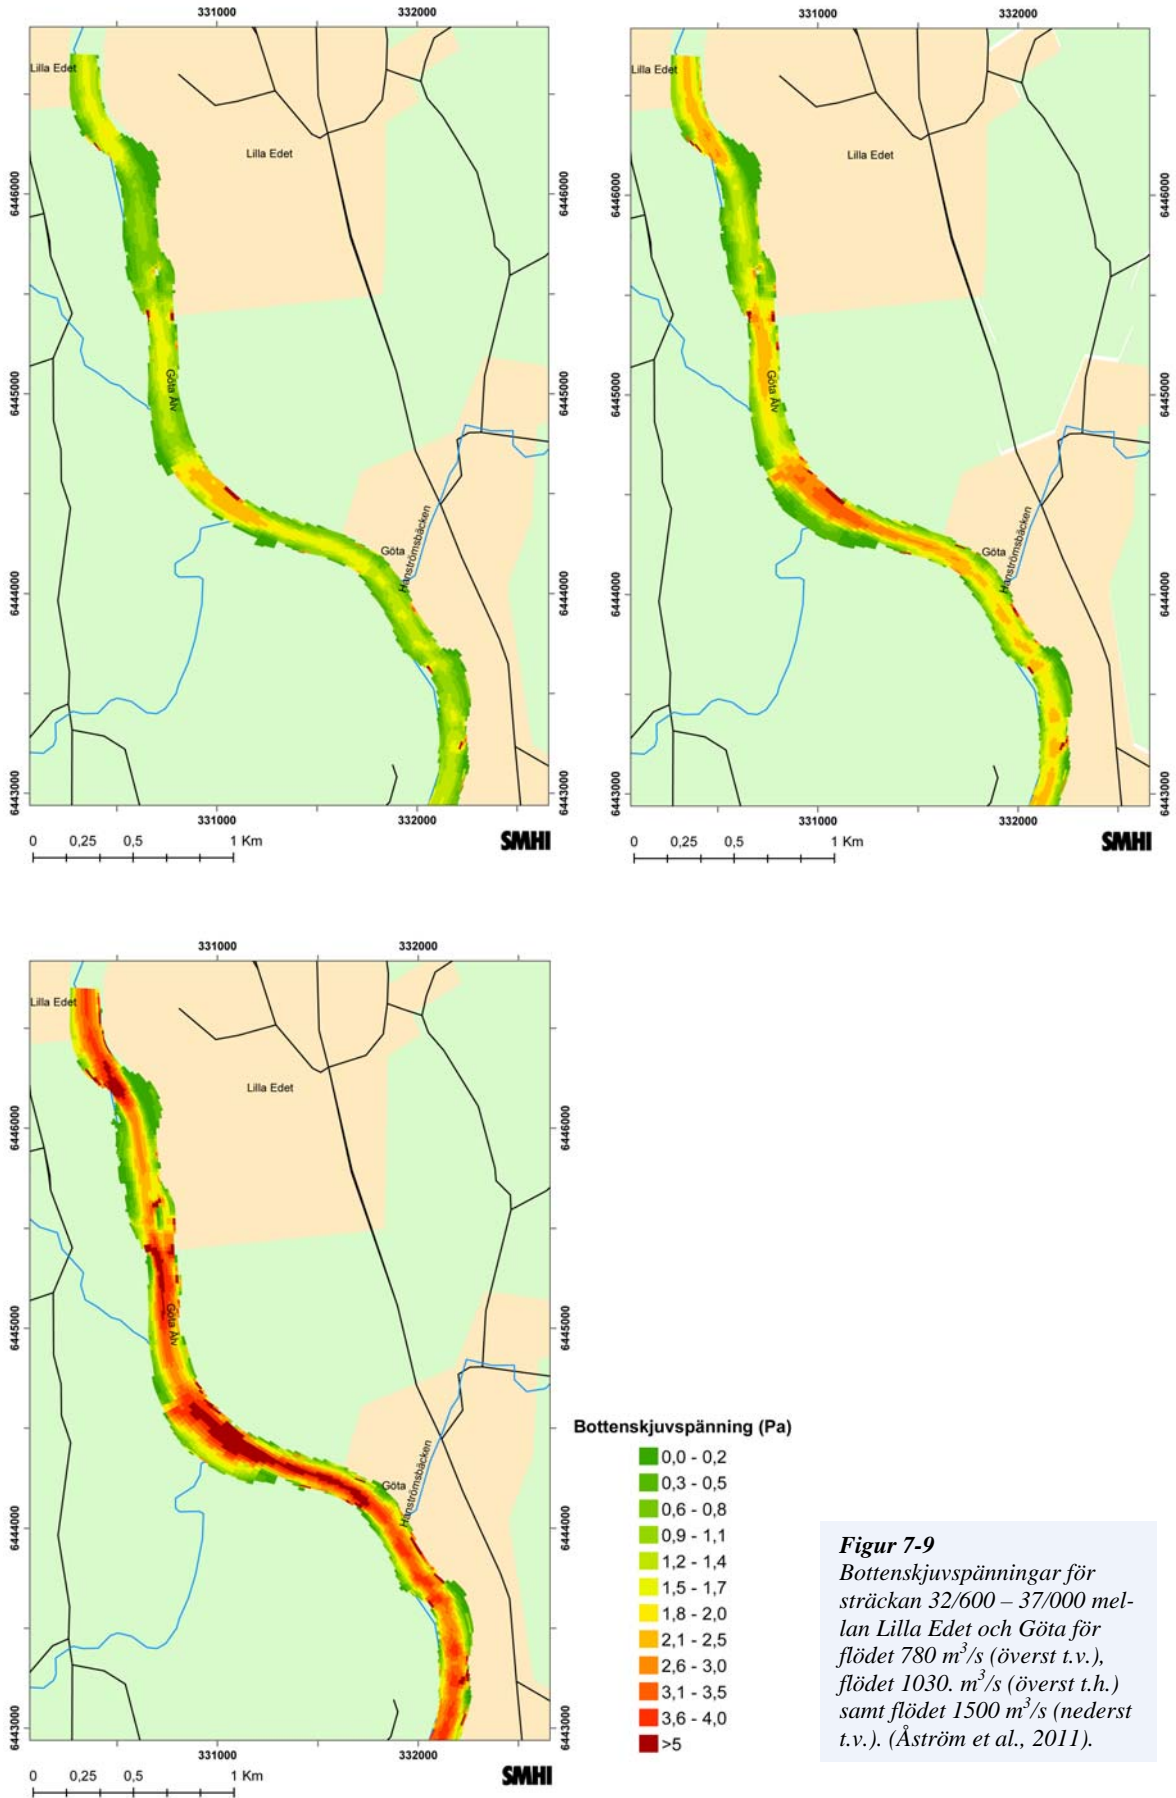 331000 332000
331000 332000
Lilla Edet
Lilla Edet
Göta Älv
Göta
Hanströmsbäcken
6446000
6445000
6444000
6443000
6446000
6445000
6444000
6443000
331000 332000
0 0,25 0,5 1 Km
SMHI
Lilla Edet
Lilla Edet
Göta Älv
Göta
Hanströmsbäcken
6446000
6445000
6444000
6443000
6446000
6445000
6444000
6443000
331000 332000
0 0,25 0,5 1 Km
SMHI
331000 332000
Lilla Edet
Lilla Edet
Göta Älv
Göta
Hanströmsbäcken
6446000
6445000
6444000
6443000
6446000
6445000
6444000
6443000
331000 332000
0 0,25 0,5 1 Km
SMHI
Bottenskjuvspänning (Pa)
0,0 - 0,2
0,3 - 0,5
0,6 - 0,8
0,9 - 1,1
1,2 - 1,4
1,5 - 1,7
1,8 - 2,0
2,1 - 2,5
2,6 - 3,0
3,1 - 3,5
3,6 - 4,0
>5
Figur 7-9
Bottenskjuvspänningar för
sträckan 32/600 – 37/000 mel-
lan Lilla Edet och Göta för
flödet 780 m³/s (överst t.v.),
flödet 1030. m³/s (överst t.h.)
samt flödet 1500 m³/s (nederst
t.v.). (Åström et al., 2011).